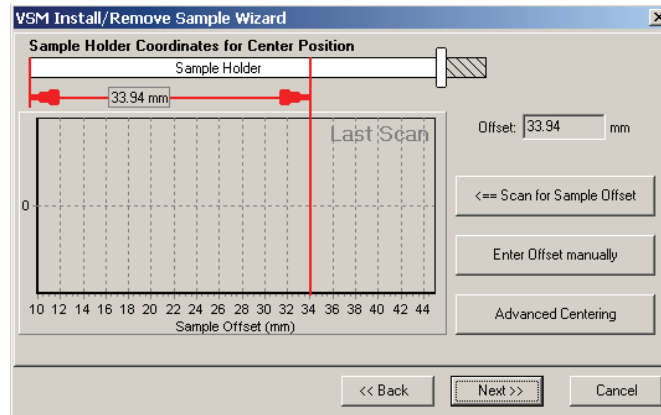 VSM Install/Remove Sample Wizard
Sample Holder Coordinates for Center Position
Sample Holder
33.94 mm
Last Scan
Offset: 33.94 mm
0
<== Scan for Sample Offset
Enter Offset manually
Advanced Centering
10 12 14 16 18 20 22 24 26 28 30 32 34 36 38 40 42 44
Sample Offset (mm)
<< Back Next >> Cancel